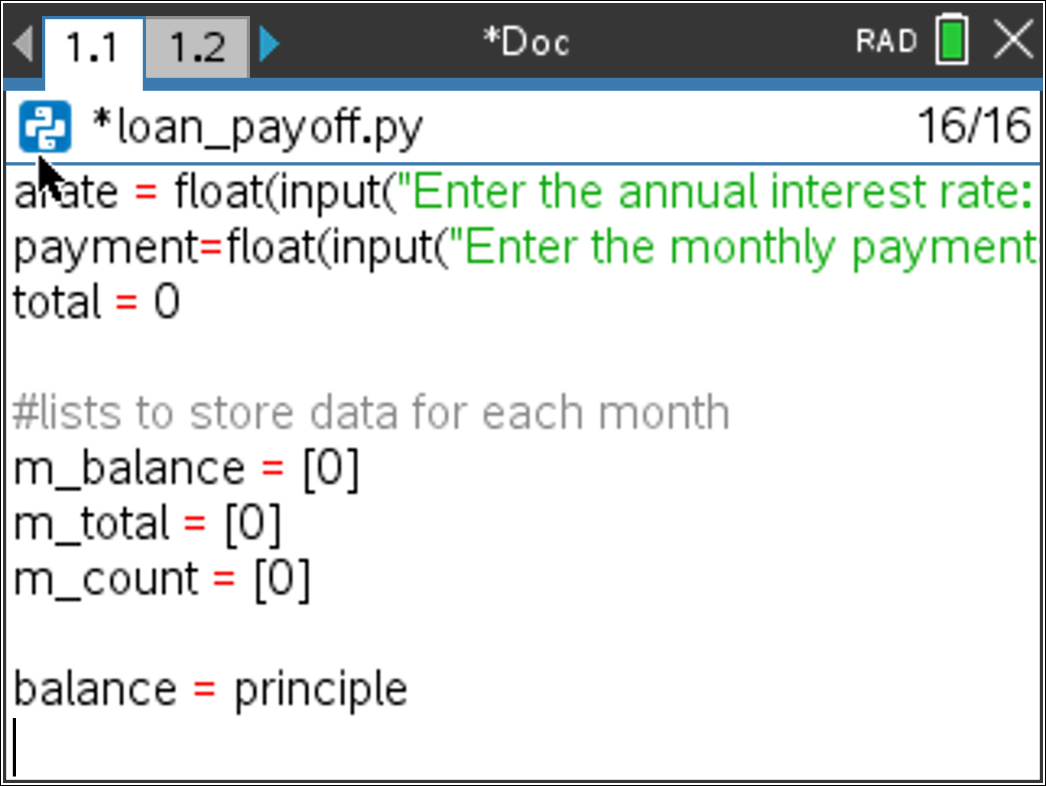 1.1 1.2 *Doc RAD
*loan_payoff.py 16/16
arate = float(input("Enter the annual interest rate:
payment=float(input("Enter the monthly payment
total = 0
#lists to store data for each month
m_balance = [0]
m_total = [0]
m_count = [0]
balance = principle